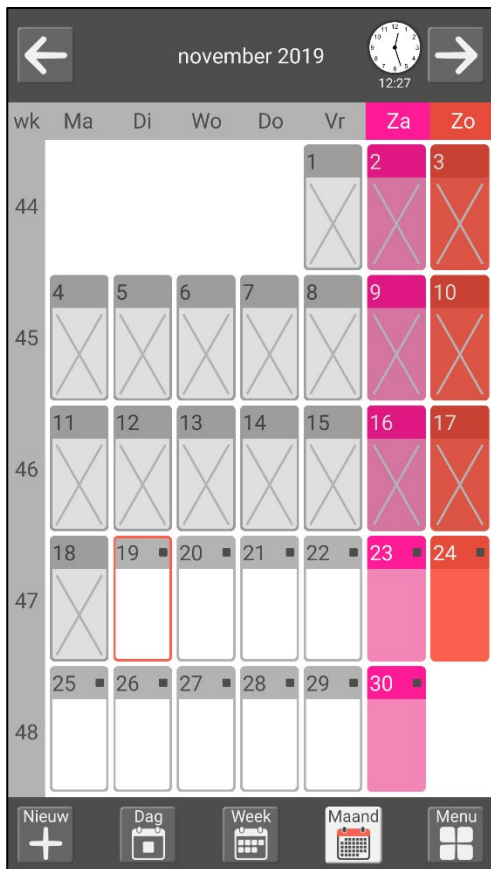 november 2019
12:27
wk Ma Di Wo Do Vr Za Zo
44 1 2 3
45 4 5 6 7 8 9 10
46 11 12 13 14 15 16 17
47 18 19 20 21 22 23 24
48 25 26 27 28 29 30
Nieuw Dag Week Maand Menu